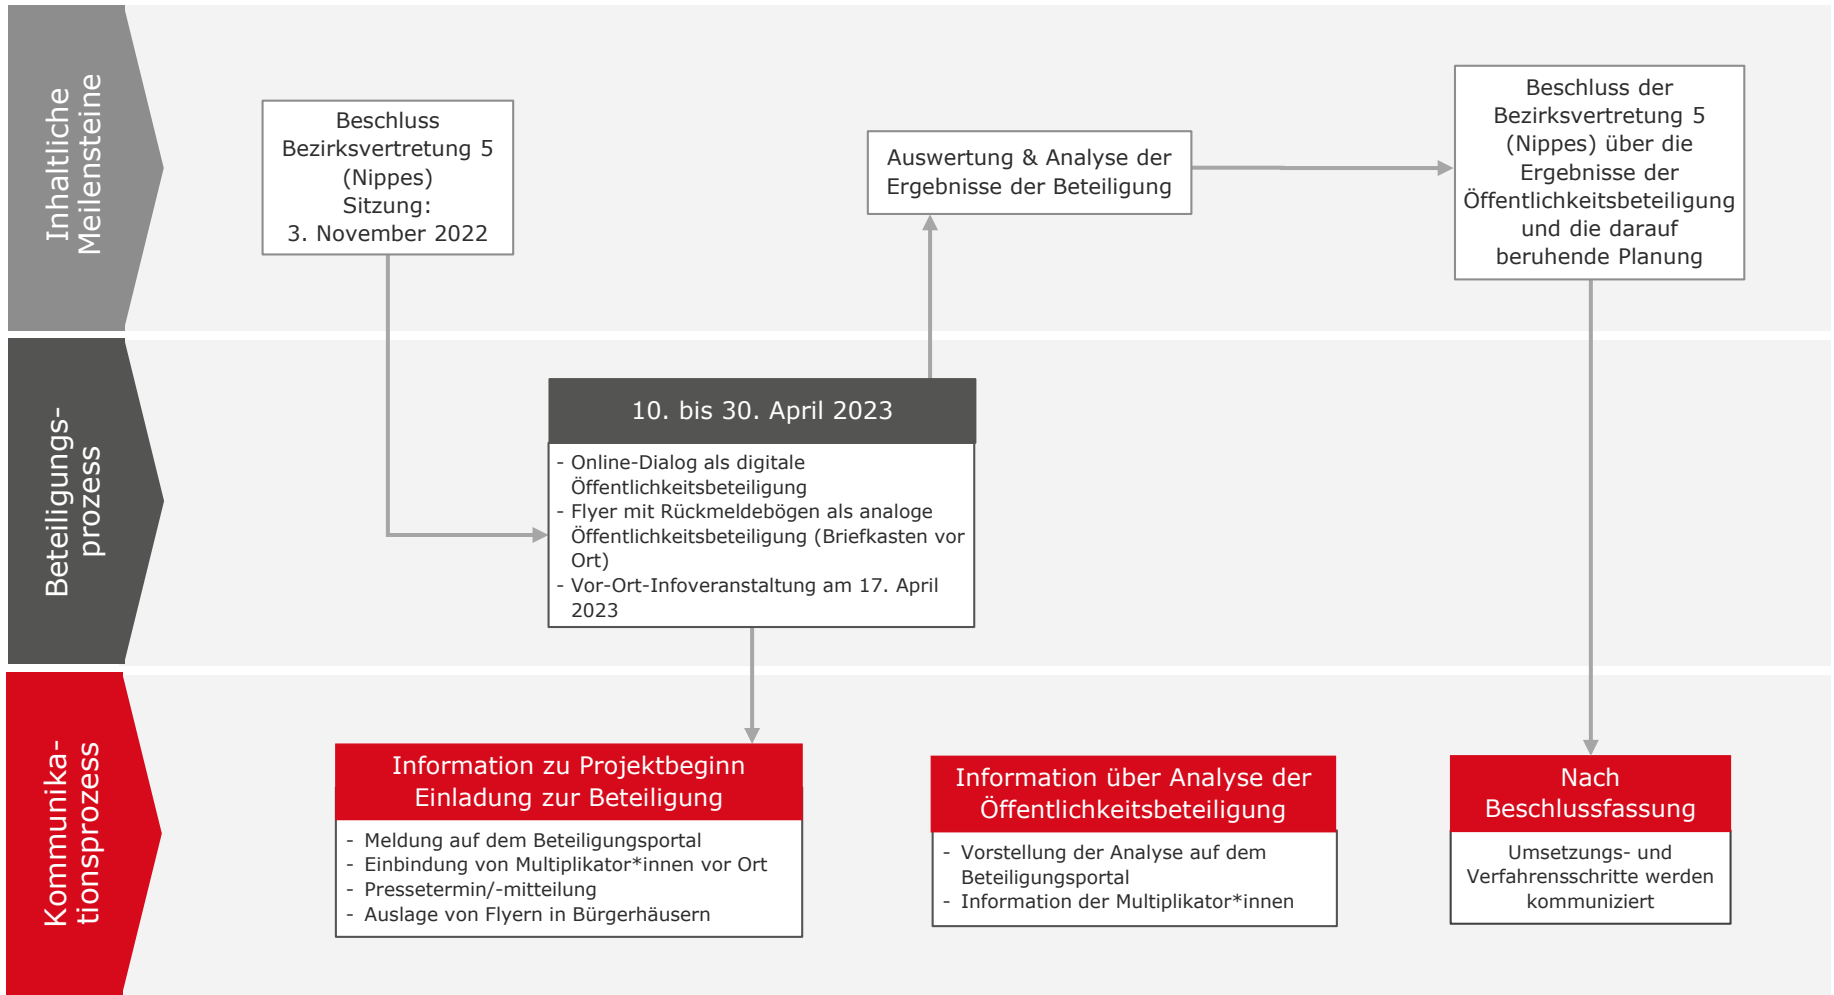 Inhaltliche
Meilensteine
Beschluss
Bezirksvertretung 5
(Nippes)
Sitzung:
3. November 2022
Auswertung & Analyse der
Ergebnisse der Beteiligung
Beschluss der
Bezirksvertretung 5
(Nippes) über die
Ergebnisse der
Öffentlichkeitsbeteiligung
und die darauf
beruhende Planung
Beteiligungs-
prozess
10. bis 30. April 2023
- Online-Dialog als digitale
Öffentlichkeitsbeteiligung
- Flyer mit Rückmeldebögen als analoge
Öffentlichkeitsbeteiligung (Briefkasten vor
Ort)
- Vor-Ort-Infoveranstaltung am 17. April
2023
Kommunika-
tionsprozess
Information zu Projektbeginn
Einladung zur Beteiligung
- Meldung auf dem Beteiligungsportal
- Einbindung von Multiplikator*innen vor Ort
- Pressetermin/-mitteilung
- Auslage von Flyern in Bürgerhäusern
Information über Analyse der
Öffentlichkeitsbeteiligung
- Vorstellung der Analyse auf dem
Beteiligungsportal
- Information der Multiplikator*innen
Nach
Beschlussfassung
Umsetzungs- und
Verfahrensschritte werden
kommuniziert